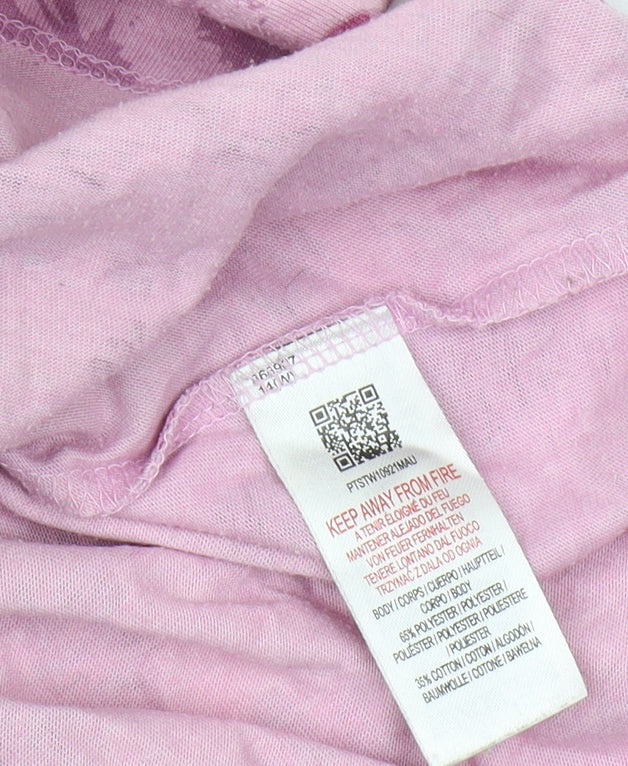 14(W)
PTSTW10921MAU
KEEP AWAY FROM FIRE
A TENIR ÉLOIGNÉ DU FEU
MANTENER ALEJADO DEL FUEGO
VON FEUER FERNHALTEN
TENERE LONTANO DAL FUOCO
TRZYMAĆ Z DALA OD OGNIA
BODY / CORPS / CUERPO / HAUPTTEIL /
CORPO / BODY
65% POLYESTER / POLYESTER /
POLIÉSTER / POLYESTER / POLIESTERE
/ POLIESTER
35% COTTON / COTON / ALGODÓN /
BAUMWOLLE / COTONE / BAWEŁNA